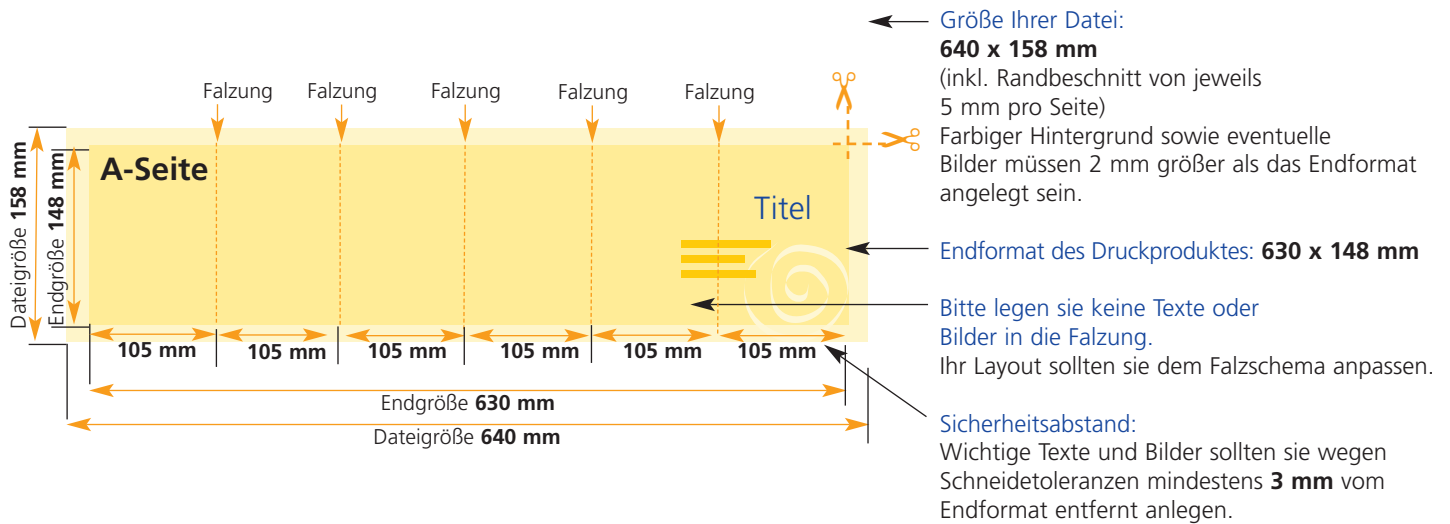 Größe Ihrer Datei:
640 x 158 mm
(inkl. Randbeschnitt von jeweils
5 mm pro Seite)
Farbiger Hintergrund sowie eventuelle
Bilder müssen 2 mm größer als das Endformat
angelegt sein.
Falzung Falzung Falzung Falzung Falzung
Dateigröße 158 mm
Endgröße 148 mm
A-Seite
Titel
Endformat des Druckproduktes: 630 x 148 mm
Bitte legen sie keine Texte oder
Bilder in die Falzung.
Ihr Layout sollten sie dem Falzschema anpassen.
105 mm 105 mm 105 mm 105 mm 105 mm 105 mm
Endgröße 630 mm
Dateigröße 640 mm
Sicherheitsabstand:
Wichtige Texte und Bilder sollten sie wegen
Schneidetoleranzen mindestens 3 mm vom
Endformat entfernt anlegen.